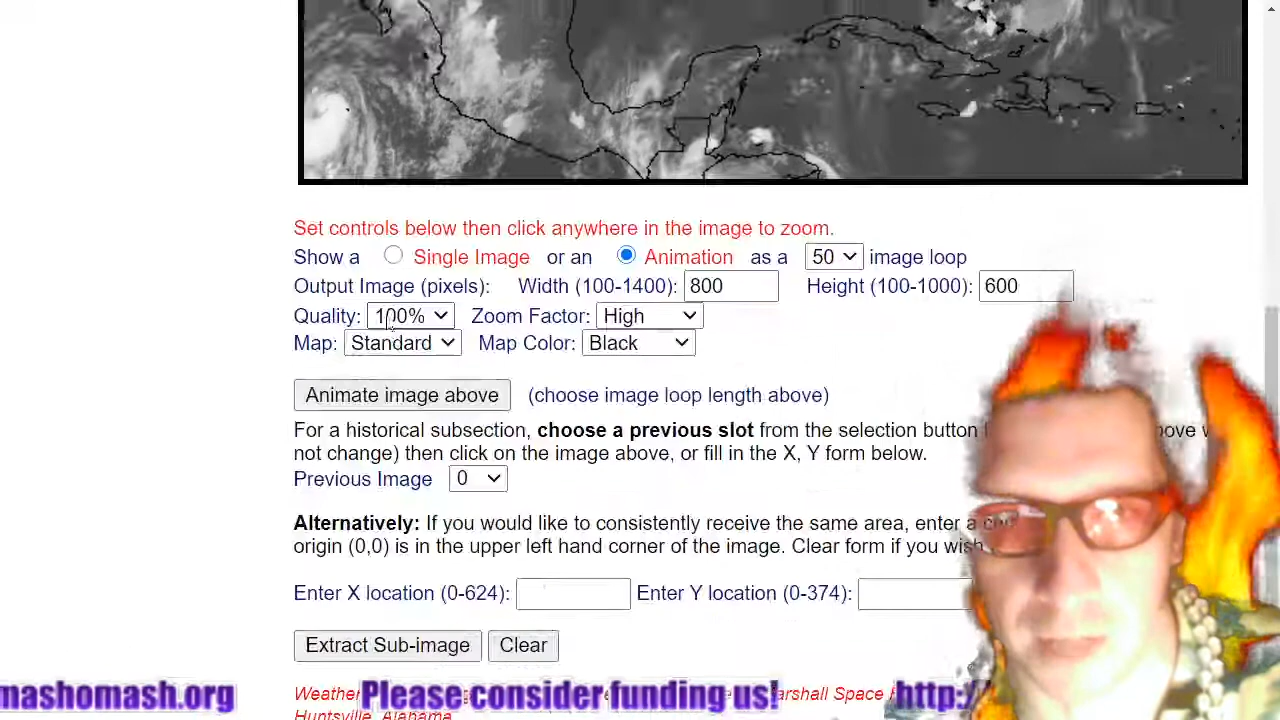 Set controls below then click anywhere in the image to zoom.
Show a Single Image or an Animation as a 50 image loop
Output Image (pixels): Width (100-1400): 800 Height (100-1000): 600
Quality: 100% Zoom Factor: High
Map: Standard Map Color: Black
Animate image above (choose image loop length above)
For a historical subsection, choose a previous slot from the selection button
not change) then click on the image above, or fill in the X, Y form below.
Previous Image 0
Alternatively: If you would like to consistently receive the same area, enter a
origin (0,0) is in the upper left hand corner of the image. Clear form if you wish
Enter X location (0-624): Enter Y location (0-374):
Extract Sub-image Clear
mashomash.org Please consider funding us! http:/
Huntsville, Alabama